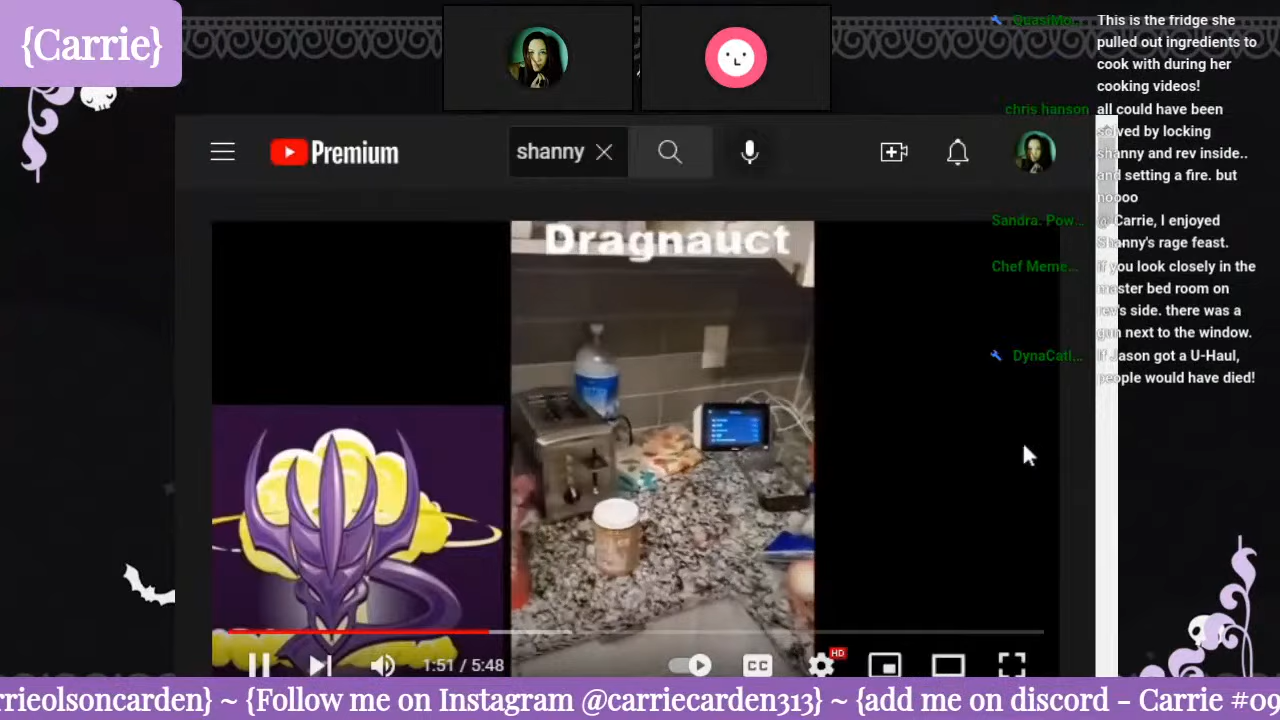 {Carrie}
Premium
shanny
Dragnauct
1:51 / 5:48
CC
HD
QuasiMo... This is the fridge she
pulled out ingredients to
cook with during her
cooking videos!
chris hanson all could have been
solved by locking
shanny and rev inside..
and setting a fire. but
noooo
Sandra. Pow... @ Carrie, I enjoyed
Shanny's rage feast.
Chef Meme... If you look closely in the
master bed room on
rev's side. there was a
gun next to the window.
DynaCatl... If Jason got a U-Haul,
people would have died!
rrieolsoncarden} ~ {Follow me on Instagram @carriecarden313} ~ {add me on discord - Carrie #09